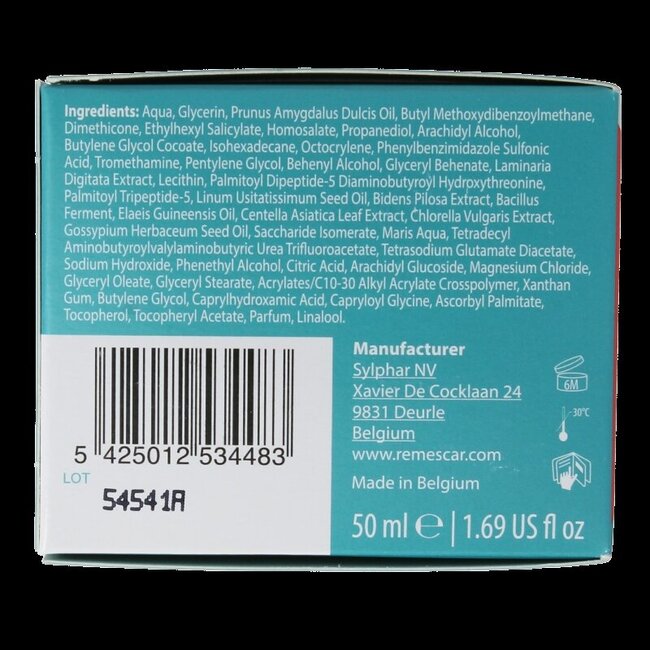 Ingredients: Aqua, Glycerin, Prunus Amygdalus Dulcis Oil, Butyl Methoxydibenzoylmethane,
Dimethicone, Ethylhexyl Salicylate, Homosalate, Propanediol, Arachidyl Alcohol,
Butylene Glycol Cocoate, Isohexadecane, Octocrylene, Phenylbenzimidazole Sulfonic
Acid, Tromethamine, Pentylene Glycol, Behenyl Alcohol, Glyceryl Behenate, Laminaria
Digitata Extract, Lecithin, Palmitoyl Dipeptide-5 Diaminobutyroyl Hydroxythreonine,
Palmitoyl Tripeptide-5, Linum Usitatissimum Seed Oil, Bidens Pilosa Extract, Bacillus
Ferment, Elaeis Guineensis Oil, Centella Asiatica Leaf Extract, Chlorella Vulgaris Extract,
Gossypium Herbaceum Seed Oil, Saccharide Isomerate, Maris Aqua, Tetradecyl
Aminobutyroylvalylaminobutyric Urea Trifluoroacetate, Tetrasodium Glutamate Diacetate,
Sodium Hydroxide, Phenethyl Alcohol, Citric Acid, Arachidyl Glucoside, Magnesium Chloride,
Glyceryl Oleate, Glyceryl Stearate, Acrylates/C10-30 Alkyl Acrylate Crosspolymer, Xanthan
Gum, Butylene Glycol, Caprylhydroxamic Acid, Capryloyl Glycine, Ascorbyl Palmitate,
Tocopherol, Tocopheryl Acetate, Parfum, Linalool.
5 425012 534483
LOT
54541A
Manufacturer
Sylphar NV
Xavier De Cocklaan 24
9831 Deurle
Belgium
www.remescar.com
Made in Belgium
50 ml e | 1.69 US fl oz
6M
-30°C